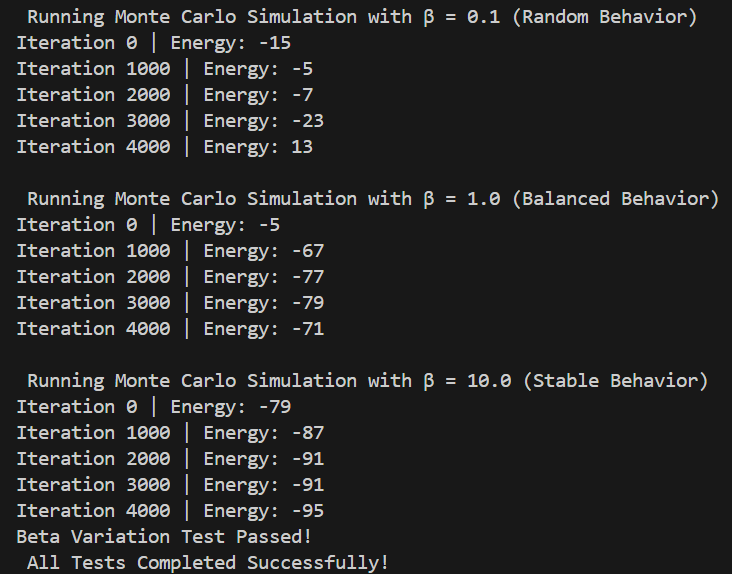 Running Monte Carlo Simulation with β = 0.1 (Random Behavior)
Iteration 0 | Energy: -15
Iteration 1000 | Energy: -5
Iteration 2000 | Energy: -7
Iteration 3000 | Energy: -23
Iteration 4000 | Energy: 13
Running Monte Carlo Simulation with β = 1.0 (Balanced Behavior)
Iteration 0 | Energy: -5
Iteration 1000 | Energy: -67
Iteration 2000 | Energy: -77
Iteration 3000 | Energy: -79
Iteration 4000 | Energy: -71
Running Monte Carlo Simulation with β = 10.0 (Stable Behavior)
Iteration 0 | Energy: -79
Iteration 1000 | Energy: -87
Iteration 2000 | Energy: -91
Iteration 3000 | Energy: -91
Iteration 4000 | Energy: -95
Beta Variation Test Passed!
All Tests Completed Successfully!